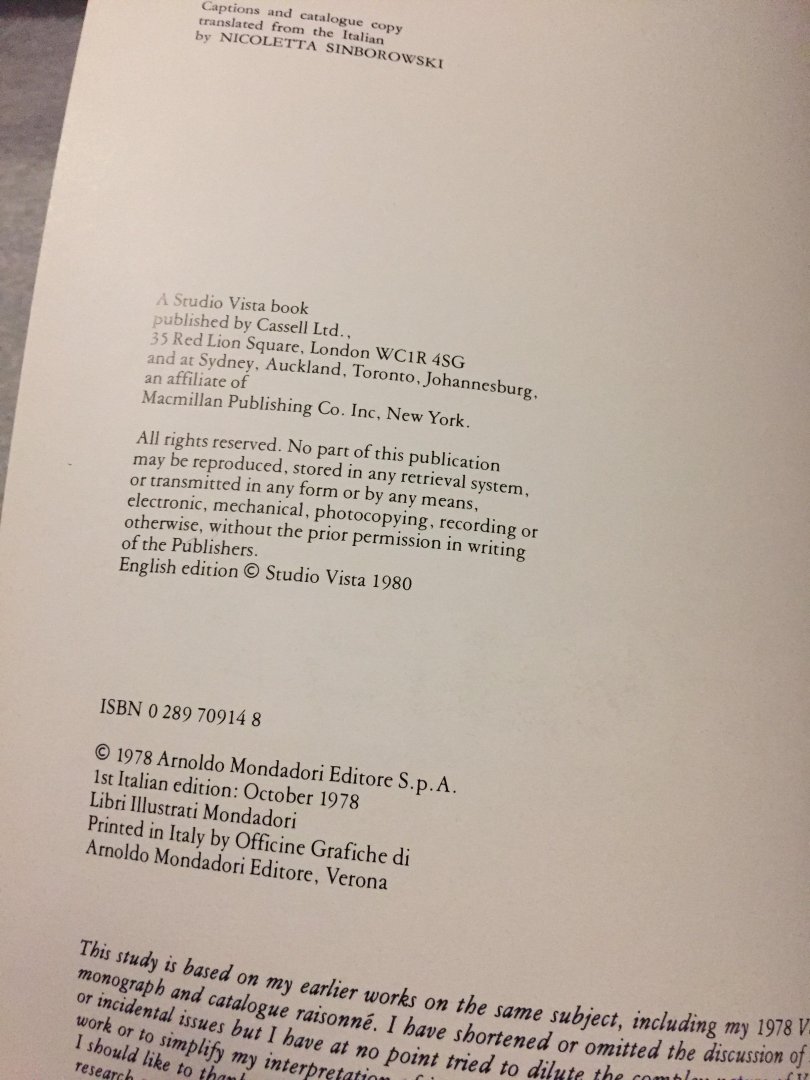 Captions and catalogue copy
translated from the Italian
by NICOLETTA SINBOROWSKI
A Studio Vista book
published by Cassell Ltd.,
35 Red Lion Square, London WC1R 4SG
and at Sydney, Auckland, Toronto, Johannesburg,
an affiliate of
Macmillan Publishing Co. Inc, New York.
All rights reserved. No part of this publication
may be reproduced, stored in any retrieval system,
or transmitted in any form or by any means,
electronic, mechanical, photocopying, recording or
otherwise, without the prior permission in writing
of the Publishers.
English edition © Studio Vista 1980
ISBN 0 289 70914 8
© 1978 Arnoldo Mondadori Editore S.p.A.
1st Italian edition: October 1978
Libri Illustrati Mondadori
Printed in Italy by Officine Grafiche di
Arnoldo Mondadori Editore, Verona
This study is based on my earlier works on the same subject, including my 1978
monograph and catalogue raisonné. I have shortened or omitted the discussion of
or incidental issues but I have at no point tried to dilute the
work or to simplify my interpretation
I should like to
research